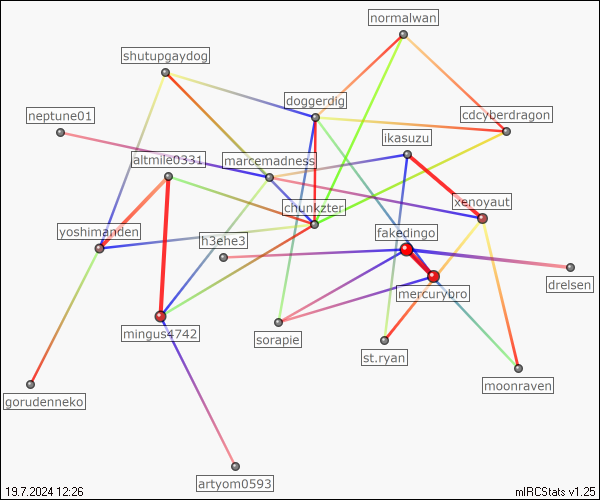 normalwan
shutupgaydog
doggerdig
neptune01
cdcyberdragon
ikasuzu
altmile0331
marcemadness
xenoyaut
chunkzter
yoshimanden
h3ehe3
fakedingo
drelsen
mercurybro
mingus4742
sorapie
st.ryan
moonraven
gorudenneko
artyom0593
19.7.2024 12:26
mIRCStats v1.25